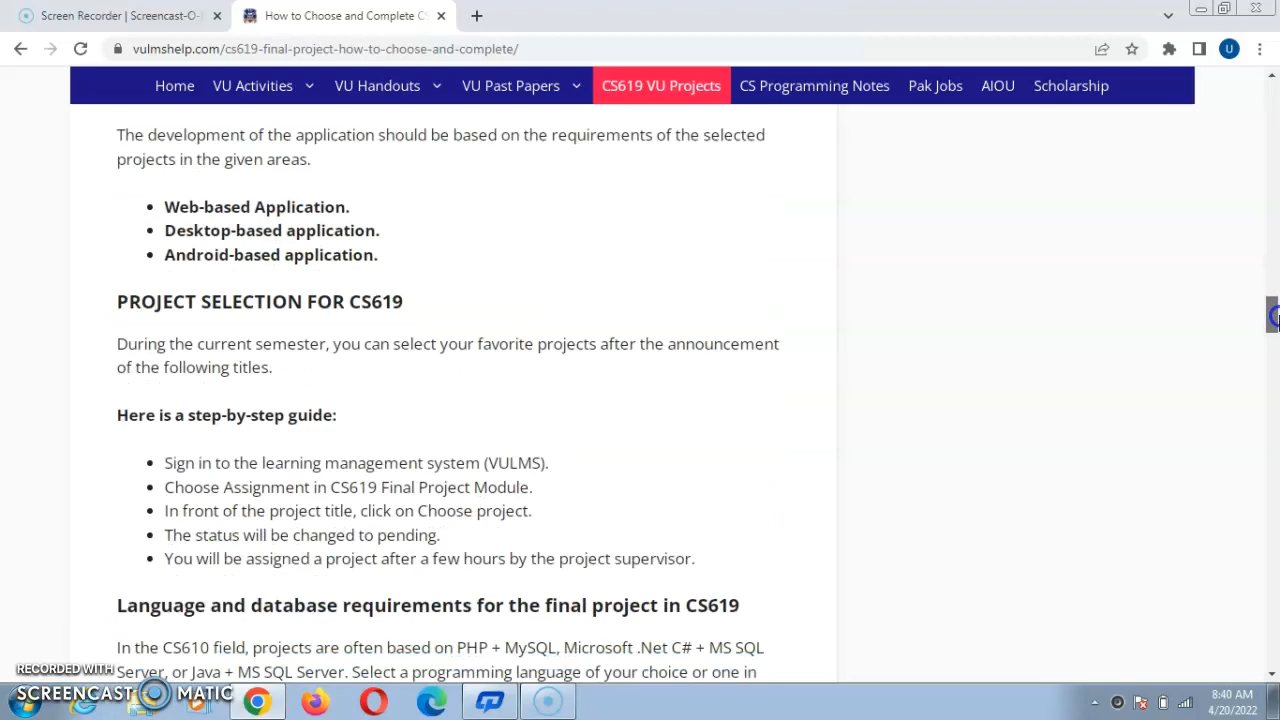 Screen Recorder | Screencast-O-
How to Choose and Complete CS
vulmshelp.com/cs619-final-project-how-to-choose-and-complete/
U
Home VU Activities VU Handouts VU Past Papers CS619 VU Projects CS Programming Notes Pak Jobs AIOU Scholarship
The development of the application should be based on the requirements of the selected
projects in the given areas.
• Web-based Application.
• Desktop-based application.
• Android-based application.
PROJECT SELECTION FOR CS619
During the current semester, you can select your favorite projects after the announcement
of the following titles.
Here is a step-by-step guide:
• Sign in to the learning management system (VULMS).
• Choose Assignment in CS619 Final Project Module.
• In front of the project title, click on Choose project.
• The status will be changed to pending.
• You will be assigned a project after a few hours by the project supervisor.
Language and database requirements for the final project in CS619
In the CS610 field, projects are often based on PHP + MySQL, Microsoft .Net C# + MS SQL
Server, or Java + MS SQL Server. Select a programming language of your choice or one in
RECORDED WITH
SCREENCAST MATIC
8:40 AM
4/20/2022